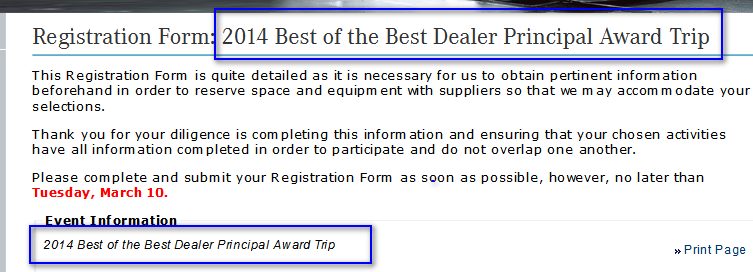 Registration Form: 2014 Best of the Best Dealer Principal Award Trip
This Registration Form is quite detailed as it is necessary for us to obtain pertinent information
beforehand in order to reserve space and equipment with suppliers so that we may accommodate your
selections.
Thank you for your diligence is completing this information and ensuring that your chosen activities
have all information completed in order to participate and do not overlap one another.
Please complete and submit your Registration Form as soon as possible, however, no later than
Tuesday, March 10.
Event Information
2014 Best of the Best Dealer Principal Award Trip
» Print Page